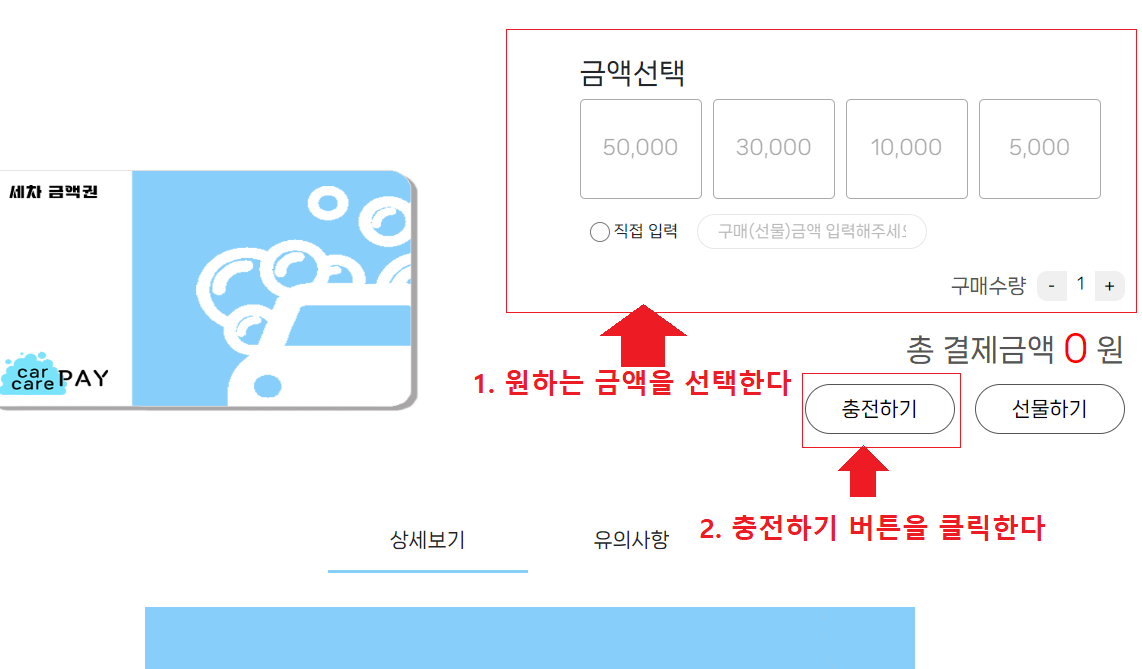 금액선택
50,000
30,000
10,000
5,000
세차 금액권
직접 입력
구매(선물)금액 입력해주세요
구매수량 - 1 +
총 결제금액 0 원
car
care PAY
1. 원하는 금액을 선택한다
충전하기
선물하기
2. 충전하기 버튼을 클릭한다
상세보기
유의사항